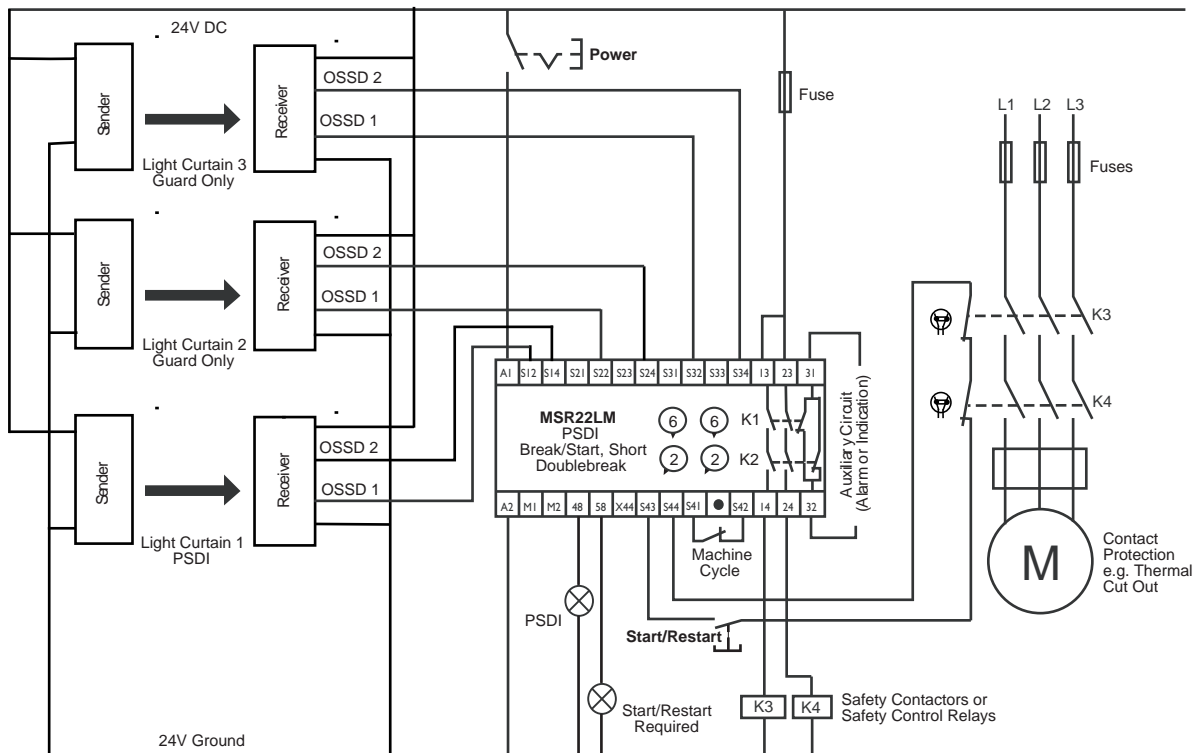 24V DC
Power
Fuse
L1 L2 L3
Fuses
Sender
Receiver
OSSD 2
OSSD 1
Light Curtain 3
Guard Only
Sender
Receiver
OSSD 2
OSSD 1
Light Curtain 2
Guard Only
K3
K4
A1 S12 S14 S21 S22 S23 S24 S31 S32 S33 S34 13 23 31
MSR22LM
PSDI
Break/Start, Short
Doublebreak
6 6
2 2
K1
K2
Auxiliary Circuit
(Alarm or Indication)
A2 M1 M2 48 58 X44 S43 S44 S41 S42 14 24 32
Sender
Receiver
OSSD 2
OSSD 1
Light Curtain 1
PSDI
Machine
Cycle
M
Contact
Protection
e.g. Thermal
Cut Out
PSDI
Start/Restart
Start/Restart
Required
K3 K4
Safety Contactors or
Safety Control Relays
24V Ground